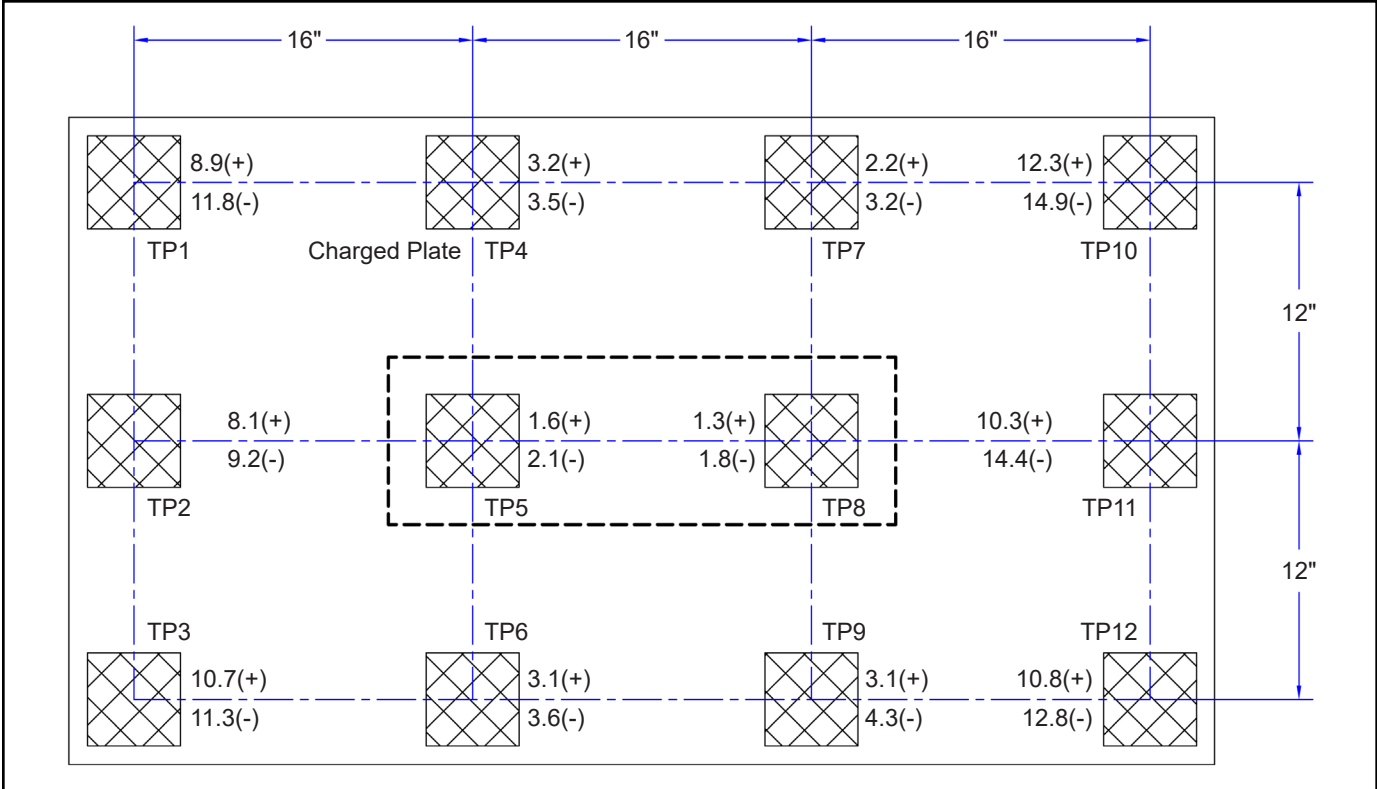 16" 16" 16"
8.9(+) 3.2(+) 2.2(+) 12.3(+)
11.8(-) 3.5(-) 3.2(-) 14.9(-)
TP1 Charged Plate TP4 TP7 TP10
12"
8.1(+) 1.6(+) 1.3(+) 10.3(+)
9.2(-) 2.1(-) 1.8(-) 14.4(-)
TP2 TP5 TP8 TP11
12"
TP3 TP6 TP9 TP12
10.7(+) 3.1(+) 3.1(+) 10.8(+)
11.3(-) 3.6(-) 4.3(-) 12.8(-)